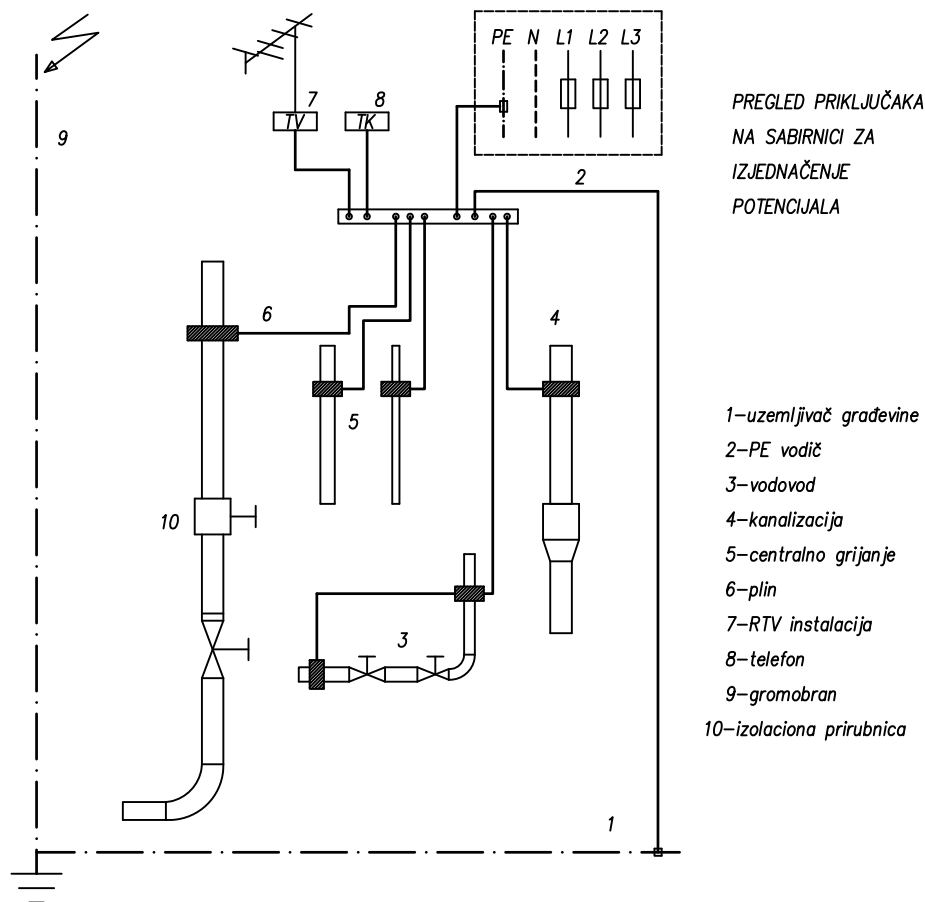 PE N L1 L2 L3
7
8
TV
TK
9
2
PREGLED PRIKLJUČAKA
NA SABIRNICI ZA
IZJEDNAČENJE
POTENCIJALA
6
4
5
10
3
1
1-uzemljivač građevine
2-PE vodič
3-vodovod
4-kanalizacija
5-centralno grijanje
6-plin
7-RTV instalacija
8-telefon
9-gromobran
10-izolaciona prirubnica